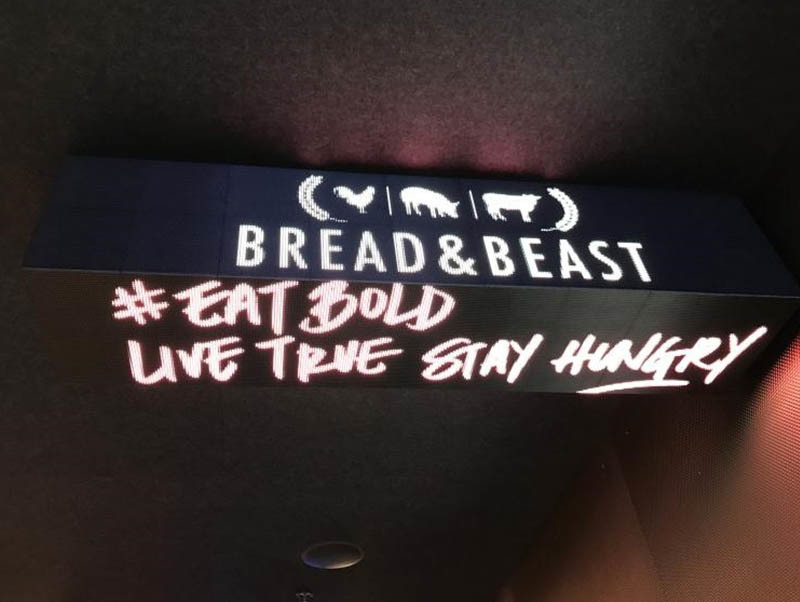 BREAD&BEAST
#EAT BOLD
LIVE TRUE STAY HUNGRY